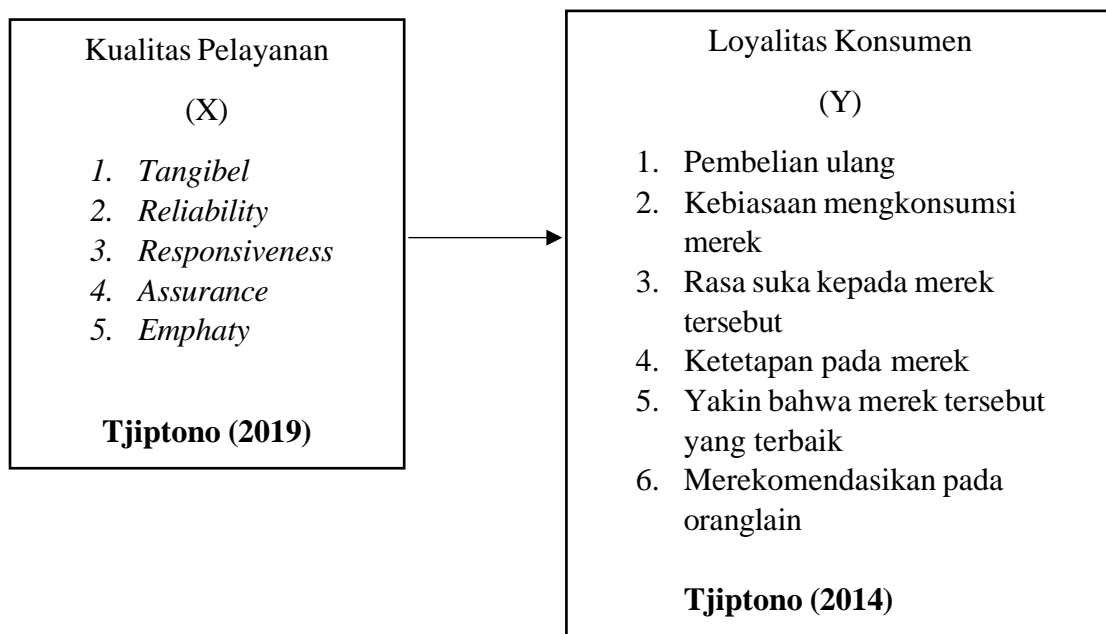 Kualitas Pelayanan
(X)
1. Tangibel
2. Reliability
3. Responsiveness
4. Assurance
5. Emphaty
Tjiptono (2019)
Loyalitas Konsumen
(Y)
1. Pembelian ulang
2. Kebiasaan mengkonsumsi
merek
3. Rasa suka kepada merek
tersebut
4. Ketetapan pada merek
5. Yakin bahwa merek tersebut
yang terbaik
6. Merekomendasikan pada
oranglain
Tjiptono (2014)